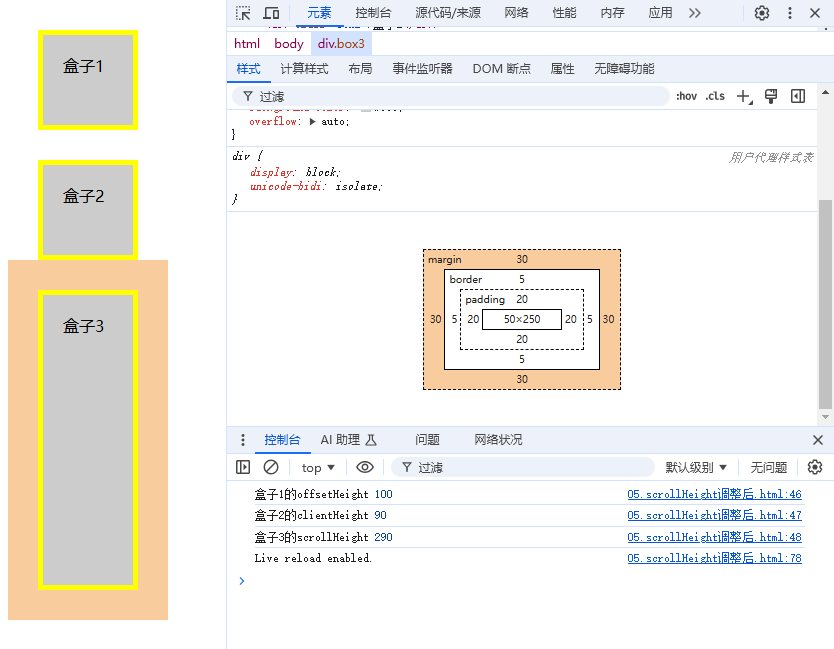 盒子1
盒子2
盒子3
元素 控制台 源代码/来源 网络 性能 内存 应用
html body div.box3
样式 计算样式 布局 事件监听器 DOM 断点 属性 无障碍功能
过滤 :hov .cls
overflow: auto;
}
div { 用户代理样式表
display: block;
unicode-bidi: isolate;
}
margin 30
border 5
padding 20
30 5 20 50×250 20 5 30
20
5
30
控制台 AI 助理 问题 网络状况
top 过滤 默认级别 无问题
盒子1的offsetHeight 100 05.scrollHeight调整后.html:46
盒子2的clientHeight 90 05.scrollHeight调整后.html:47
盒子3的scrollHeight 290 05.scrollHeight调整后.html:48
Live reload enabled. 05.scrollHeight调整后.html:78